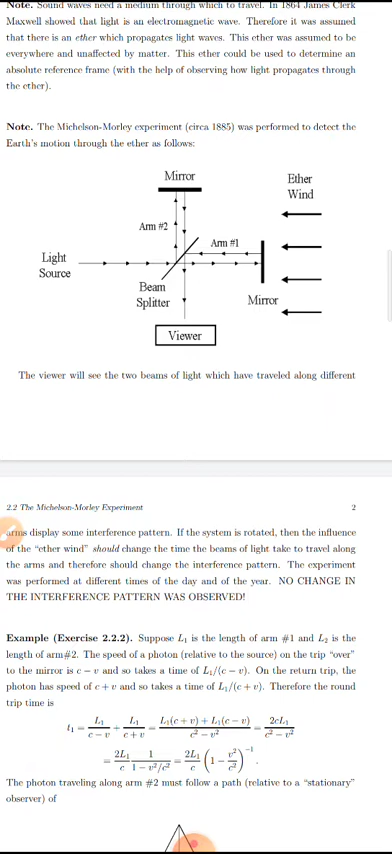 Note. Sound waves need a medium through which to travel. In 1864 James Clerk
Maxwell showed that light is an electromagnetic wave. Therefore it was assumed
that there is an ether which propagates light waves. This ether was assumed to be
everywhere and unaffected by matter. This ether could be used to determine an
absolute reference frame (with the help of observing how light propagates through
the ether).
Note. The Michelson-Morley experiment (circa 1885) was performed to detect the
Earth's motion through the ether as follows:
Mirror
Ether
Wind
Arm #2
Arm #1
Light
Source
Beam
Splitter
Mirror
Viewer
The viewer will see the two beams of light which have traveled along different
2.2 The Michelson-Morley Experiment 2
arms display some interference pattern. If the system is rotated, then the influence
of the "ether wind" should change the time the beams of light take to travel along
the arms and therefore should change the interference pattern. The experiment
was performed at different times of the day and of the year. NO CHANGE IN
THE INTERFERENCE PATTERN WAS OBSERVED!
Example (Exercise 2.2.2). Suppose L₁ is the length of arm #1 and L₂ is the
length of arm#2. The speed of a photon (relative to the source) on the trip "over"
to the mirror is c − v and so takes a time of L₁/(c − v). On the return trip, the
photon has speed of c + v and so takes a time of L₁/(c + v). Therefore the round
trip time is
t₁ = L₁/(c − v) + L₁/(c + v) = (L₁(c + v) + L₁(c − v))/(c² − v²) = 2cL₁/(c² − v²)
= (2L₁/c) (1/(1 − v²/c²)) = (2L₁/c) (1 − v²/c²)⁻¹.
The photon traveling along arm #2 must follow a path (relative to a "stationary"
observer) of